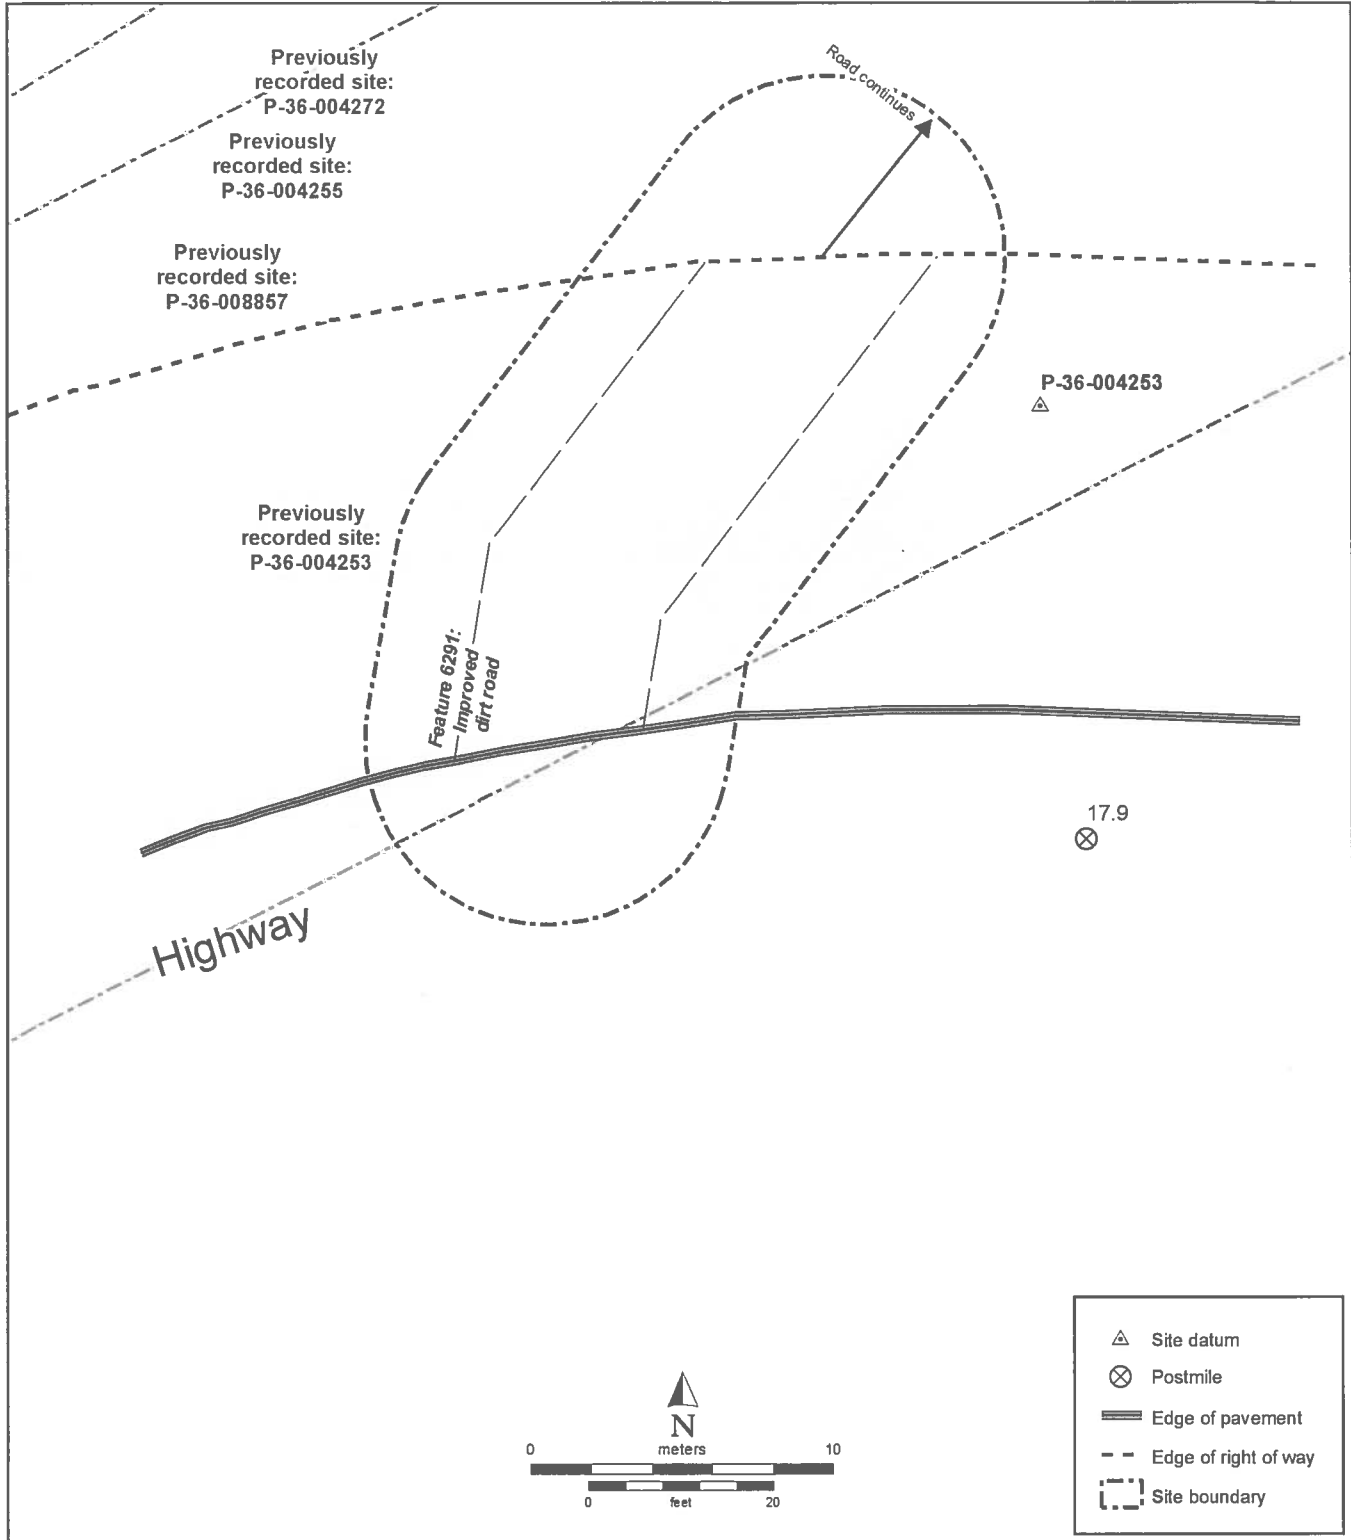 Previously
recorded site:
P-36-004272
Previously
recorded site:
P-36-004255
Previously
recorded site:
P-36-008857
Road continues
P-36-004253
Previously
recorded site:
P-36-004253
Feature 6291:
Improved
dirt road
17.9
Highway
N
0 meters 10
0 feet 20
Site datum
Postmile
Edge of pavement
Edge of right of way
Site boundary